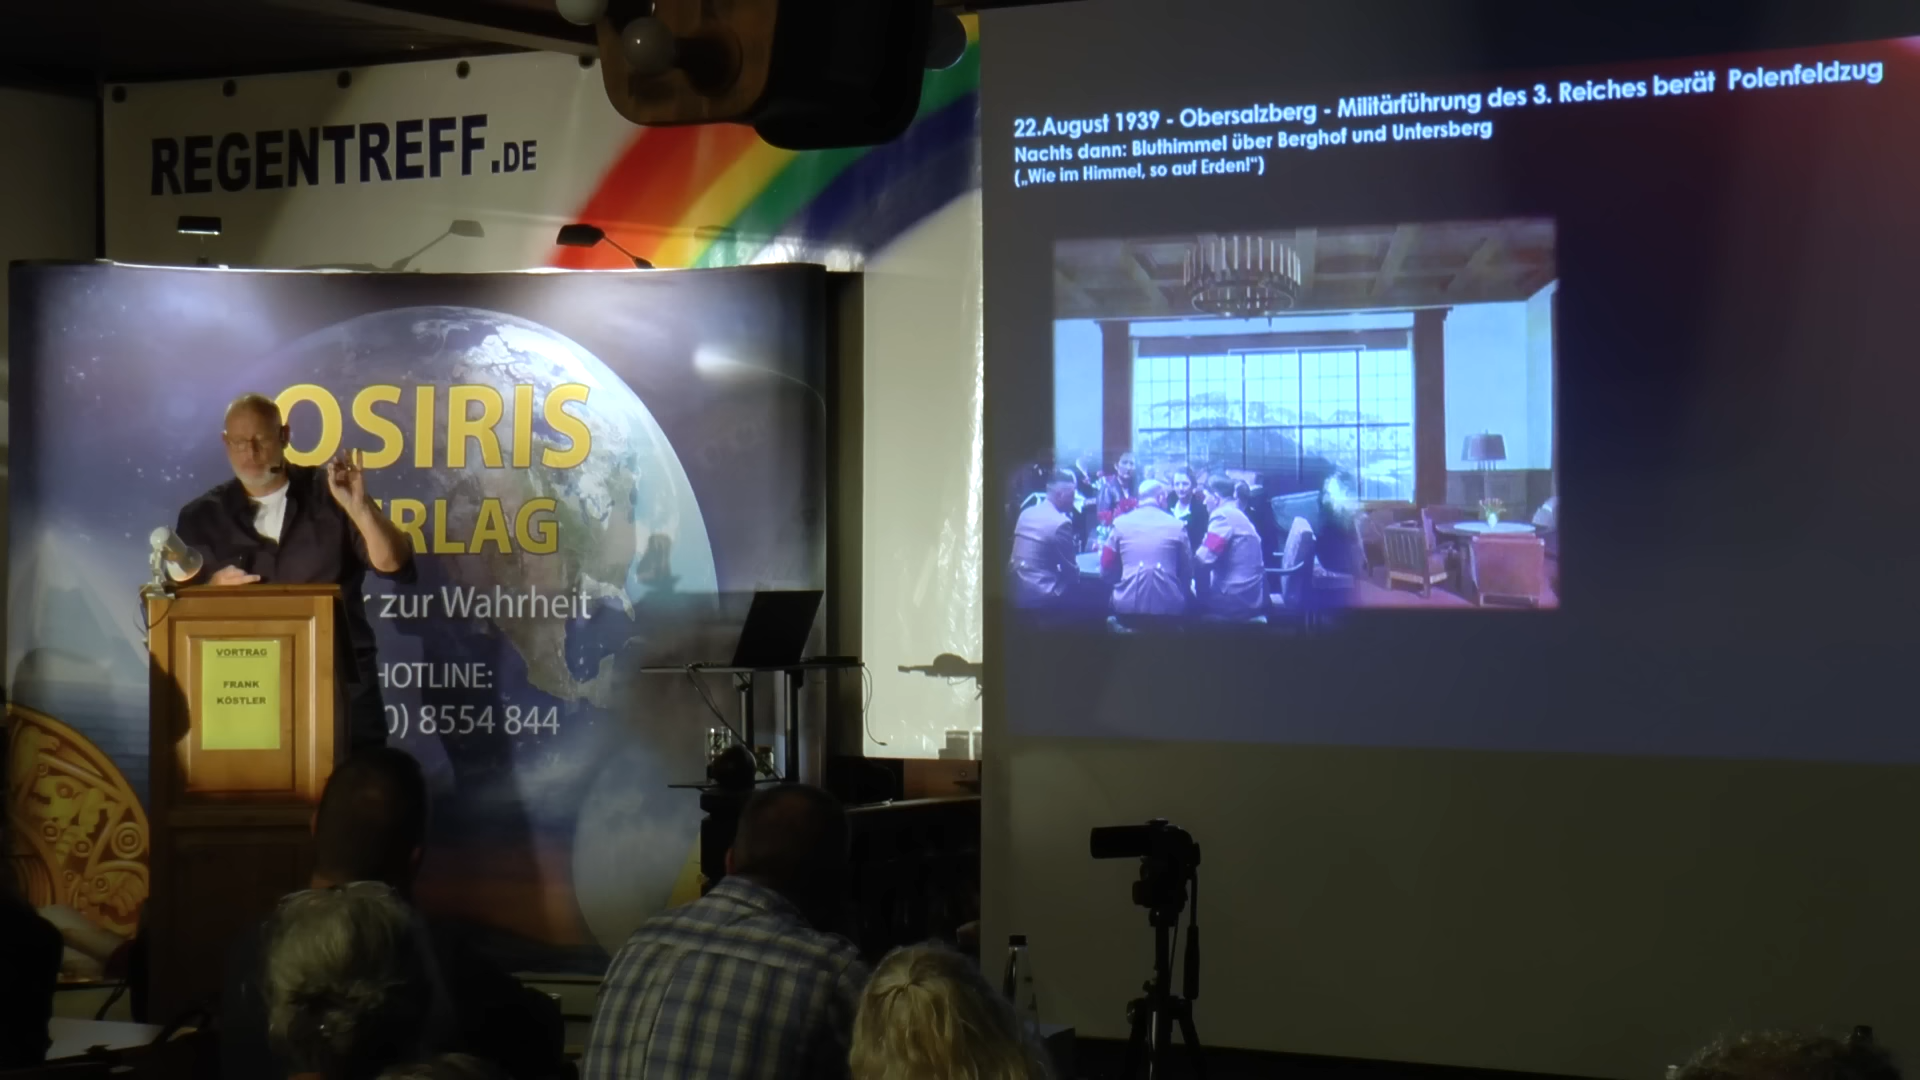 REGENTREFF.DE
OSIRIS
ERLAG
r zur Wahrheit
HOTLINE:
0) 8554 844
VORTRAG
FRANK
KÖSTLER
22.August 1939 - Obersalzberg - Militärführung des 3. Reiches berät Polenfeldzug
Nachts dann: Bluthimmel über Berghof und Untersberg
(„Wie im Himmel, so auf Erden!“)